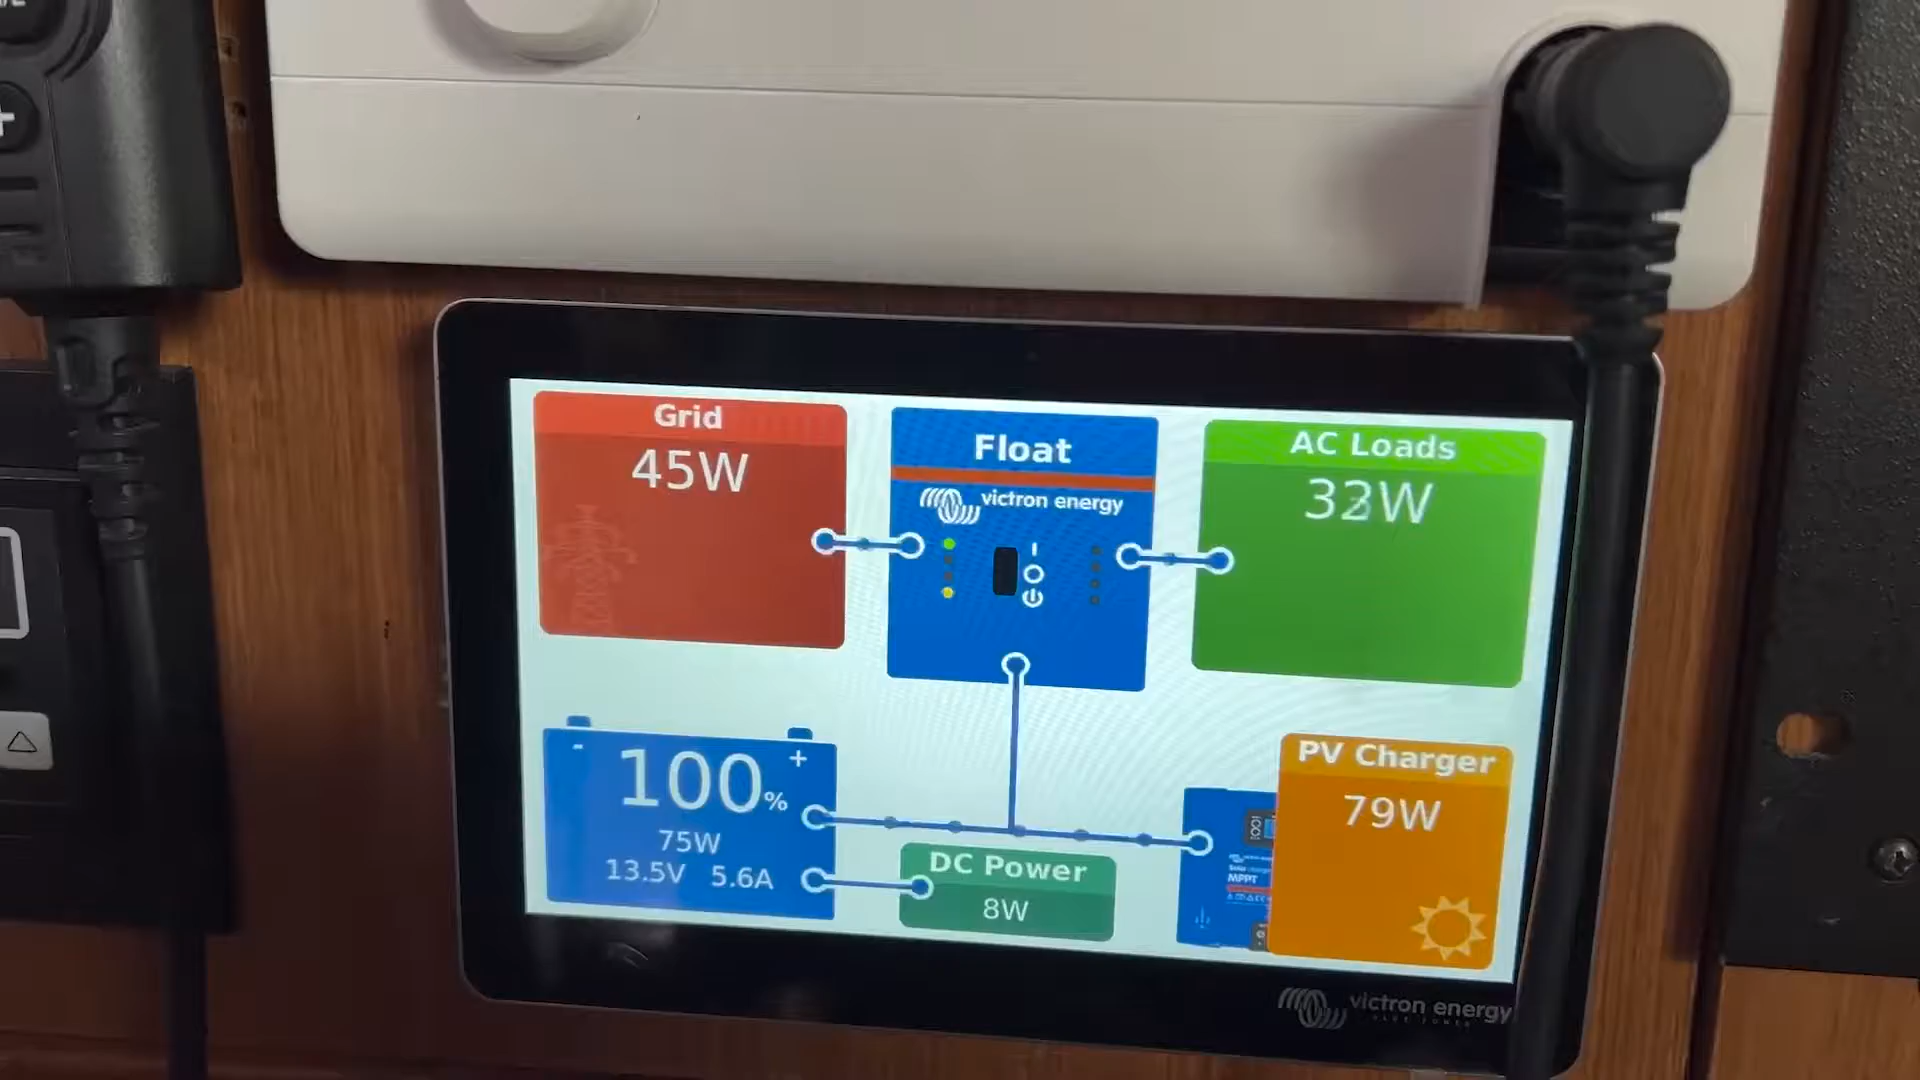 Grid
45W
Float
victron energy
AC Loads
W
- +
100%
75W
13.5V 5.6A
DC Power
8W
PV Charger
79W
MPPT
victron energy